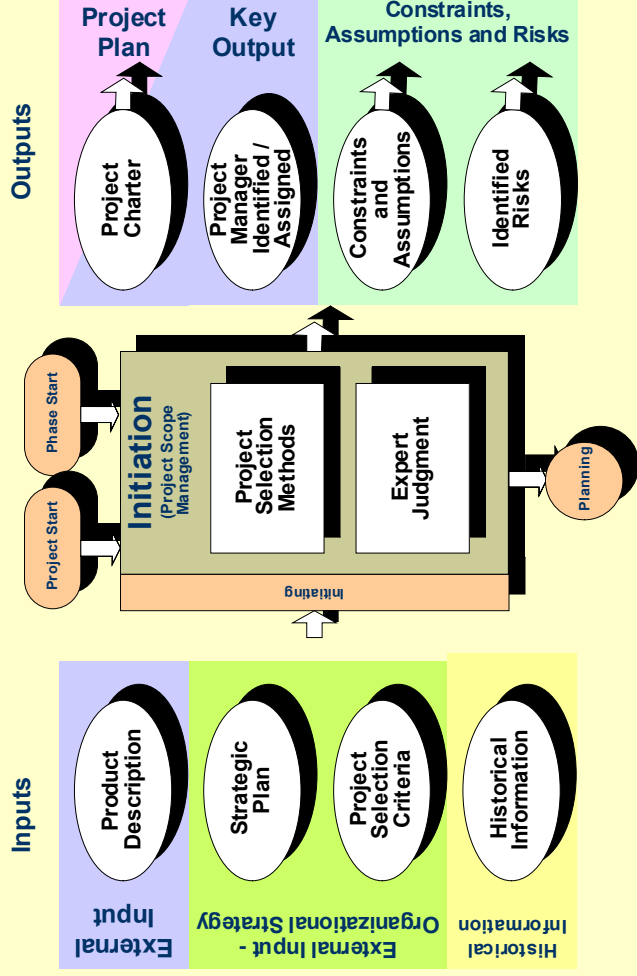 Inputs
External
Input
Product
Description
External Input -
Organizational Strategy
Strategic
Plan
Project
Selection
Criteria
Historical
Information
Historical
Information
Project Start
Phase Start
Initiating
Initiation
(Project Scope
Management)
Project
Selection
Methods
Expert
Judgment
Planning
Outputs
Project
Charter
Project
Plan
Project
Manager
Identified /
Assigned
Key
Output
Constraints
and
Assumptions
Constraints,
Assumptions and Risks
Identified
Risks